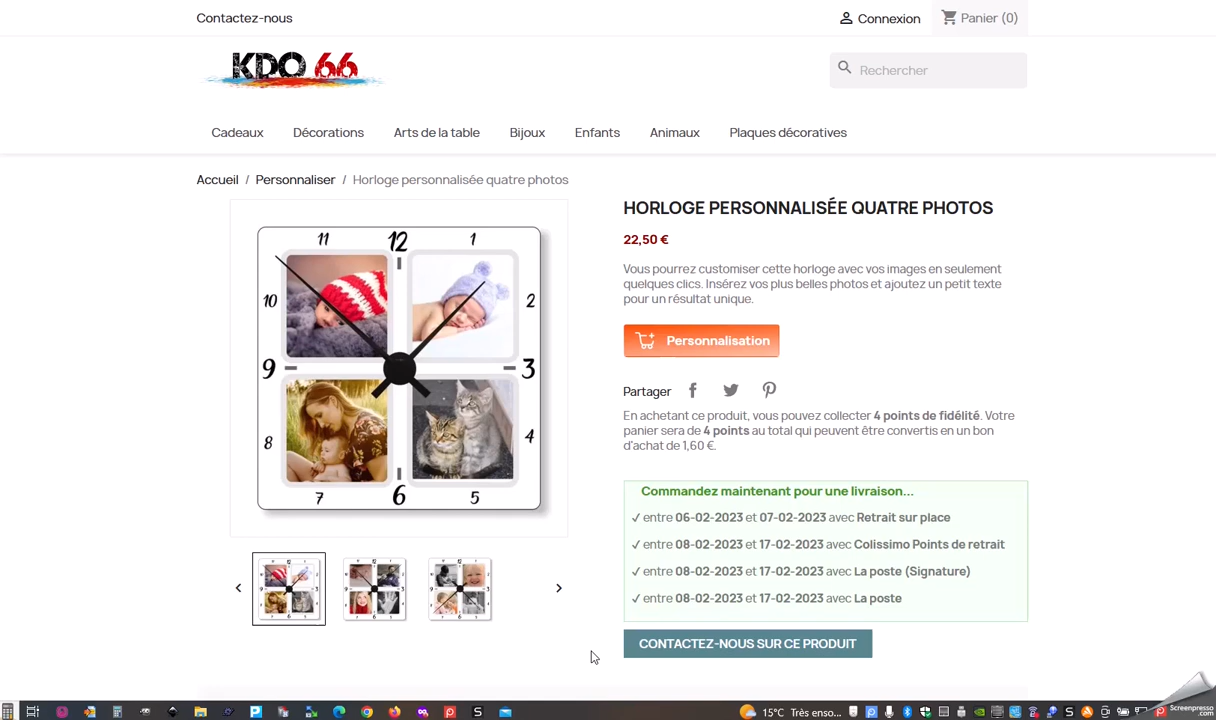 Contactez-nous
Connexion
Panier (0)
KDO 66
Rechercher
Cadeaux
Décorations
Arts de la table
Bijoux
Enfants
Animaux
Plaques décoratives
Accueil / Personnaliser / Horloge personnalisée quatre photos
HORLOGE PERSONNALISÉE QUATRE PHOTOS
22,50 €
Vous pourrez customiser cette horloge avec vos images en seulement
quelques clics. Insérez vos plus belles photos et ajoutez un petit texte
pour un résultat unique.
Personnalisation
Partager
En achetant ce produit, vous pouvez collecter 4 points de fidélité. Votre
panier sera de 4 points au total qui peuvent être convertis en un bon
d'achat de 1,60 €.
Commandez maintenant pour une livraison...
✓ entre 06-02-2023 et 07-02-2023 avec Retrait sur place
✓ entre 08-02-2023 et 17-02-2023 avec Colissimo Points de retrait
✓ entre 08-02-2023 et 17-02-2023 avec La poste (Signature)
✓ entre 08-02-2023 et 17-02-2023 avec La poste
CONTACTEZ-NOUS SUR CE PRODUIT
11 12 1
10 2
9 3
8 4
7 6 5
15°C Très enso...
Screenpresso
.com